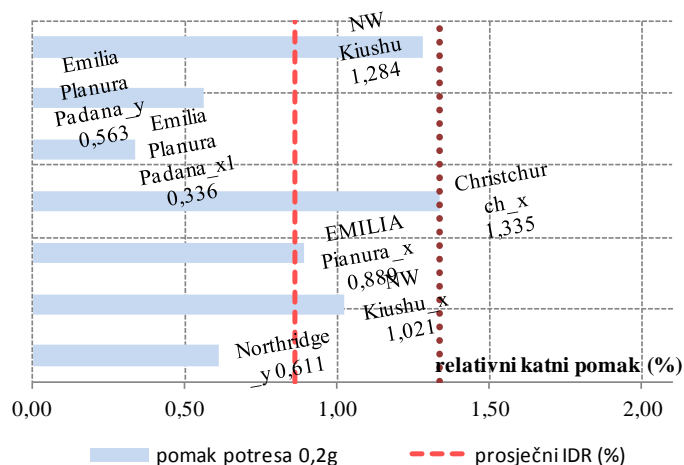 NW
Kiushu
1,284
Emilia
Planura
Padana_y
0,563
Emilia
Planura
Padana_x1
0,336
Christchur
ch_x
1,335
EMILIA
Pianura_x
0,889
NW
Kiushu_x
1,021
Northridge
_y 0,611
relativni katni pomak (%)
0,00 0,50 1,00 1,50 2,00
pomak potresa 0,2g prosječni IDR (%)